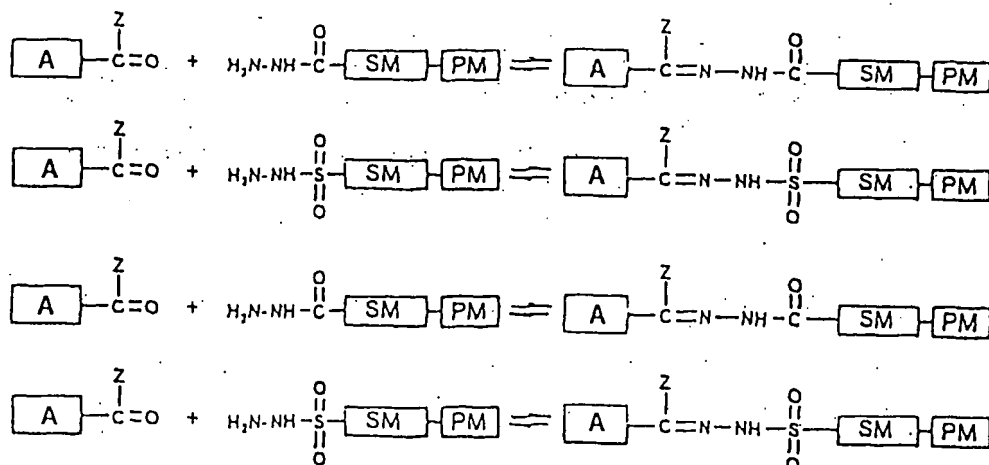 Z O Z O
A C=O + H₂N-NH-C SM PM ⇌ A C=N-NH-C SM PM
Z O Z O
A C=O + H₂N-NH-S SM PM ⇌ A C=N-NH-S SM PM
O O
Z O Z O
A C=O + H₂N-NH-C SM PM ⇌ A C=N-NH-C SM PM
Z O Z O
A C=O + H₂N-NH-S SM PM ⇌ A C=N-NH-S SM PM
O O